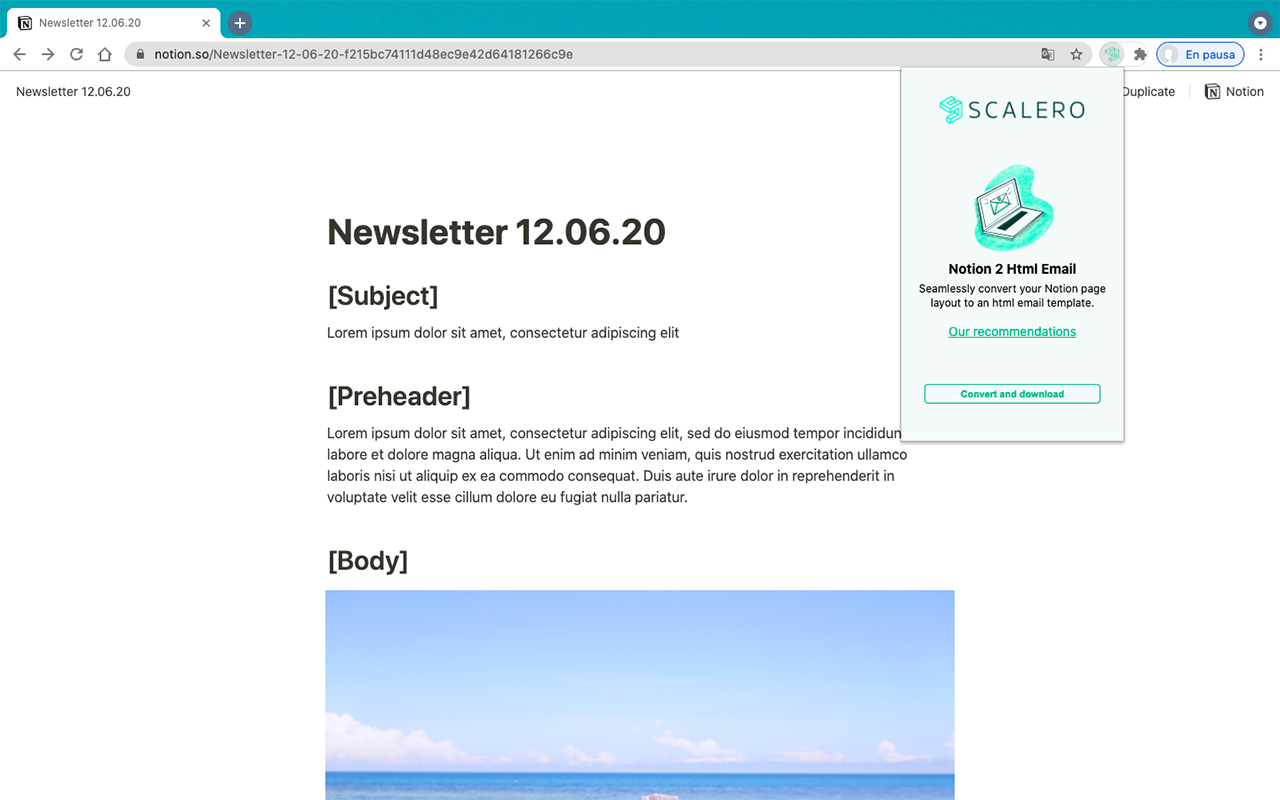 Newsletter 12.06.20
notion.so/Newsletter-12-06-20-f215bc74111d48ec9e42d64181266c9e
En pausa
Newsletter 12.06.20
Duplicate
Notion
SCALERO
Notion 2 Html Email
Seamlessly convert your Notion page
layout to an html email template.
Our recommendations
Convert and download
Newsletter 12.06.20
[Subject]
Lorem ipsum dolor sit amet, consectetur adipiscing elit
[Preheader]
Lorem ipsum dolor sit amet, consectetur adipiscing elit, sed do eiusmod tempor incididun
labore et dolore magna aliqua. Ut enim ad minim veniam, quis nostrud exercitation ullamco
laboris nisi ut aliquip ex ea commodo consequat. Duis aute irure dolor in reprehenderit in
voluptate velit esse cillum dolore eu fugiat nulla pariatur.
[Body]